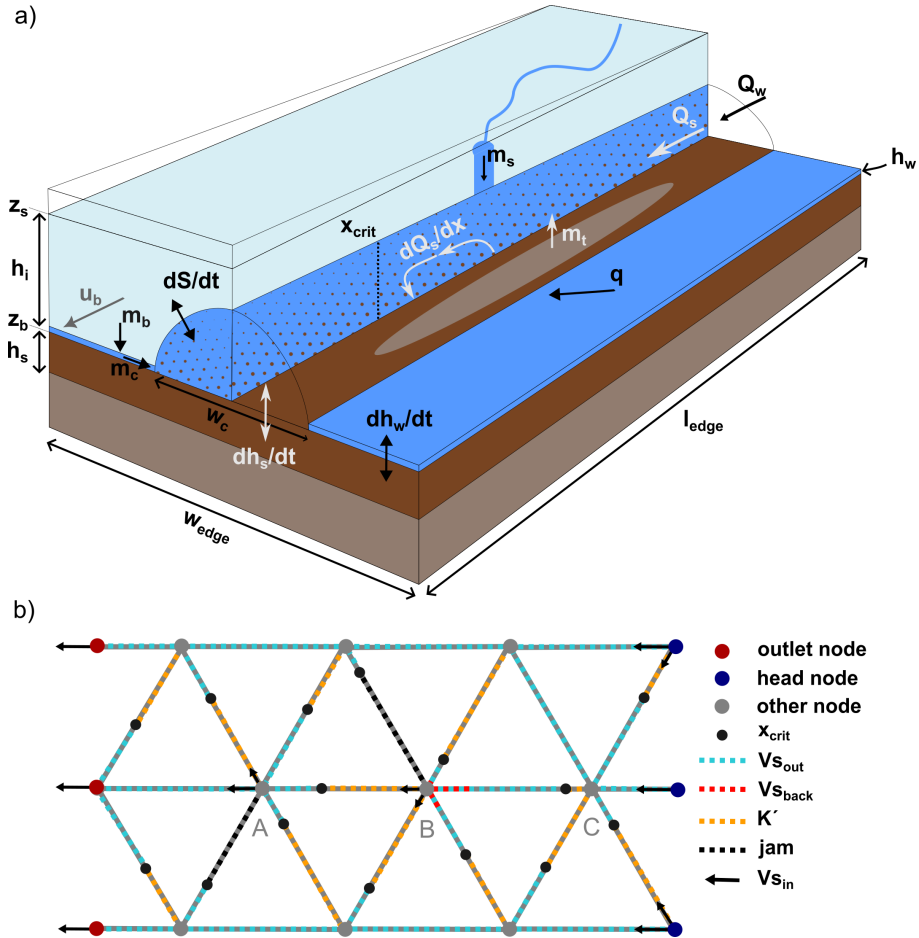 a)
Q_w
Q_s
m_s
h_w
z_s
x_crit
dQ_s/dx
m_t
h_i
dS/dt
u_b
q
z_b
m_b
h_s
m_c
w_c
dh_w/dt
l_edge
dh_s/dt
w_edge
b)
outlet node
head node
other node
x_crit
Vs_out
A
B
C
Vs_back
K´
jam
Vs_in